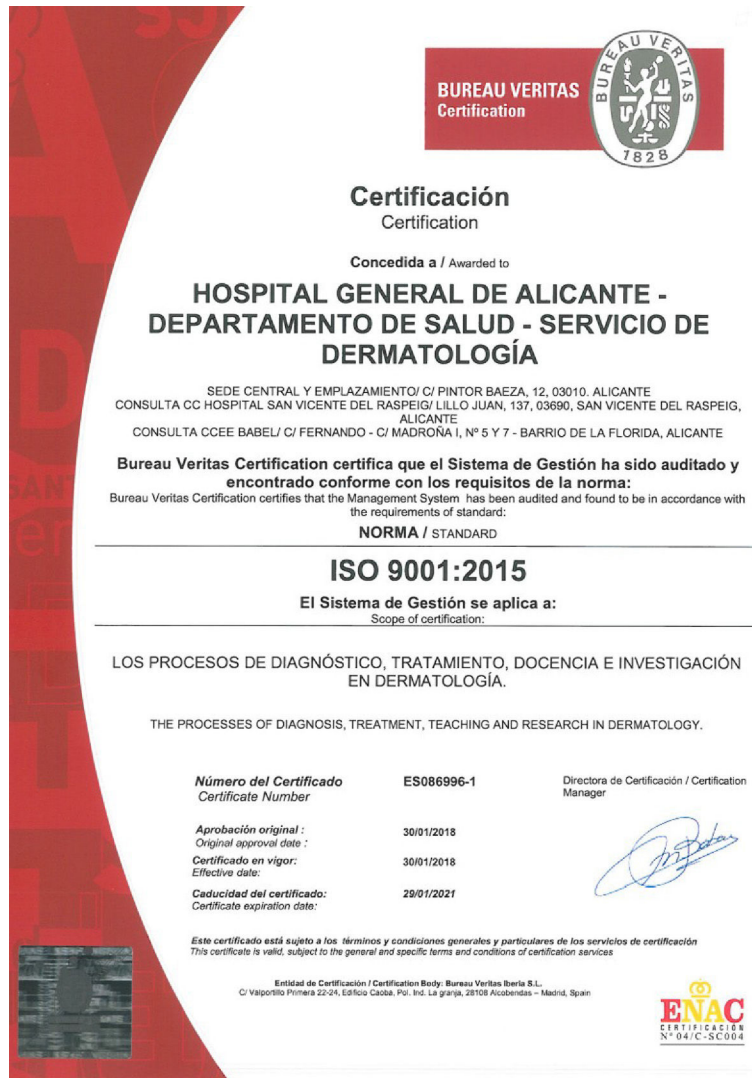 BUREAU VERITAS
Certification
BUREAU VERITAS
1828
Certificación
Certification
Concedida a / Awarded to
HOSPITAL GENERAL DE ALICANTE -
DEPARTAMENTO DE SALUD - SERVICIO DE
DERMATOLOGÍA
SEDE CENTRAL Y EMPLAZAMIENTO/ C/ PINTOR BAEZA, 12, 03010. ALICANTE
CONSULTA CC HOSPITAL SAN VICENTE DEL RASPEIG/ LILLO JUAN, 137, 03690, SAN VICENTE DEL RASPEIG,
ALICANTE
CONSULTA CCEE BABEL/ C/ FERNANDO - C/ MADROÑA I, Nº 5 Y 7 - BARRIO DE LA FLORIDA, ALICANTE
Bureau Veritas Certification certifica que el Sistema de Gestión ha sido auditado y
encontrado conforme con los requisitos de la norma:
Bureau Veritas Certification certifies that the Management System has been audited and found to be in accordance with
the requirements of standard:
NORMA / STANDARD
ISO 9001:2015
El Sistema de Gestión se aplica a:
Scope of certification:
LOS PROCESOS DE DIAGNÓSTICO, TRATAMIENTO, DOCENCIA E INVESTIGACIÓN
EN DERMATOLOGÍA.
THE PROCESSES OF DIAGNOSIS, TREATMENT, TEACHING AND RESEARCH IN DERMATOLOGY.
Número del Certificado ES086996-1 Directora de Certificación / Certification
Certificate Number Manager
Aprobación original : 30/01/2018
Original approval date :
Certificado en vigor: 30/01/2018
Effective date:
Caducidad del certificado: 29/01/2021
Certificate expiration date:
Este certificado está sujeto a los términos y condiciones generales y particulares de los servicios de certificación
This certificate is valid, subject to the general and specific terms and conditions of certification services
Entidad de Certificación / Certification Body: Bureau Veritas Iberia S.L.
C/ Valportillo Primera 22-24, Edificio Caoba, Pol. Ind. La granja, 28108 Alcobendas – Madrid, Spain
ENAC
CERTIFICACIÓN
Nº 04/C-SC004